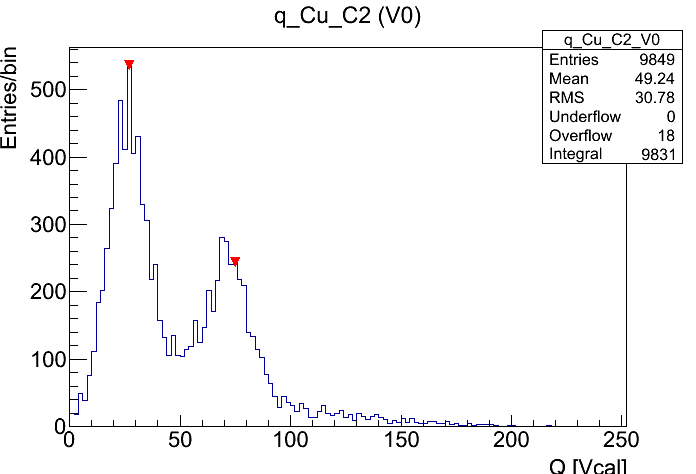 q_Cu_C2 (V0)
q_Cu_C2_V0
Entries 9849
Mean 49.24
RMS 30.78
Underflow 0
Overflow 18
Integral 9831
Entries/bin
500
400
300
200
100
0
0 50 100 150 200 250
Q [Vcal]